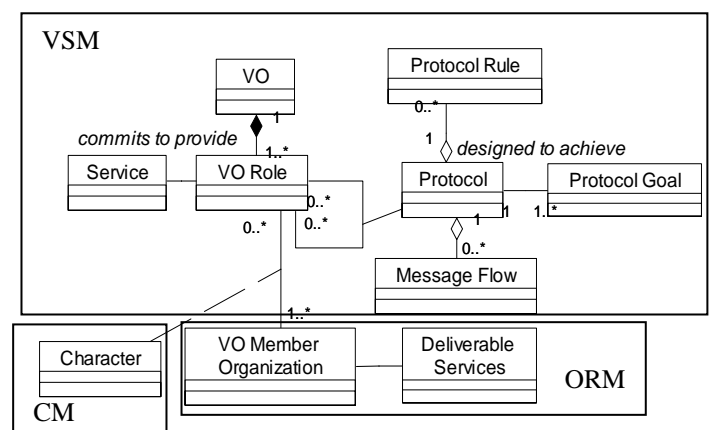 VSM
VO
Protocol Rule
1
0..*
commits to provide
1
designed to achieve
1..*
Service
VO Role
Protocol
Protocol Goal
0..*
0..*
0..*
1
1
1..*
0..*
Message Flow
1..*
Character
VO Member
Organization
Deliverable
Services
CM
ORM